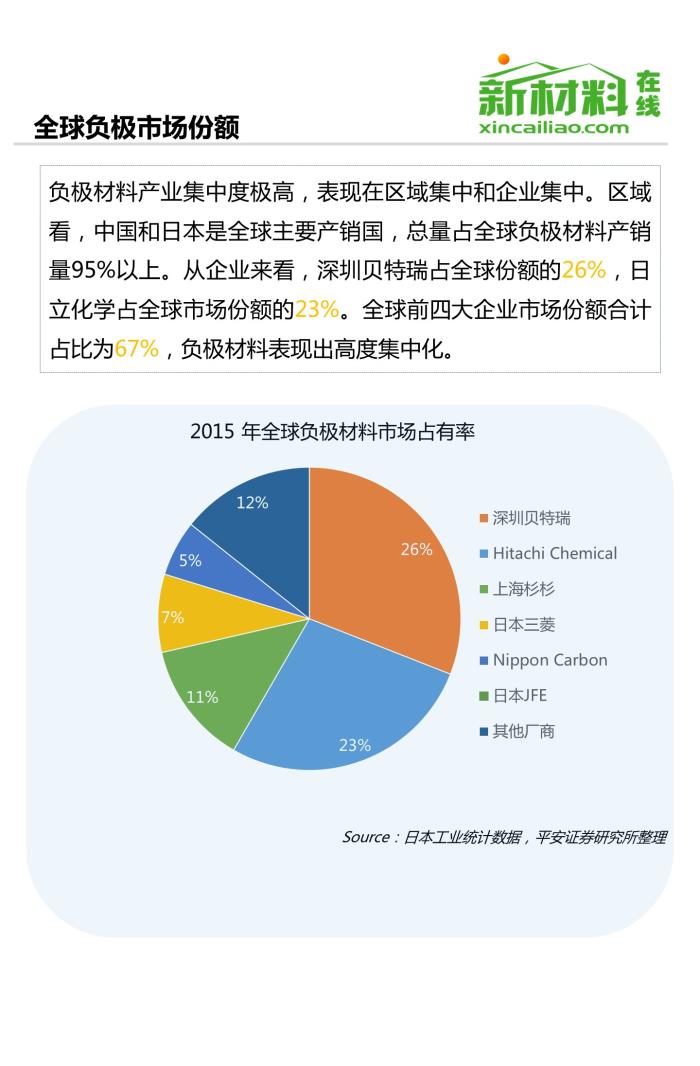 新材料在线
xincailiao.com
全球负极市场份额
负极材料产业集中度极高，表现在区域集中和企业集中。区域
看，中国和日本是全球主要产销国，总量占全球负极材料产销
量95%以上。从企业来看，深圳贝特瑞占全球份额的26%，日
立化学占全球市场份额的23%。全球前四大企业市场份额合计
占比为67%，负极材料表现出高度集中化。
2015 年全球负极材料市场占有率
12%
26%
5%
7%
11%
23%
深圳贝特瑞
Hitachi Chemical
上海杉杉
日本三菱
Nippon Carbon
日本JFE
其他厂商
Source：日本工业统计数据，平安证券研究所整理